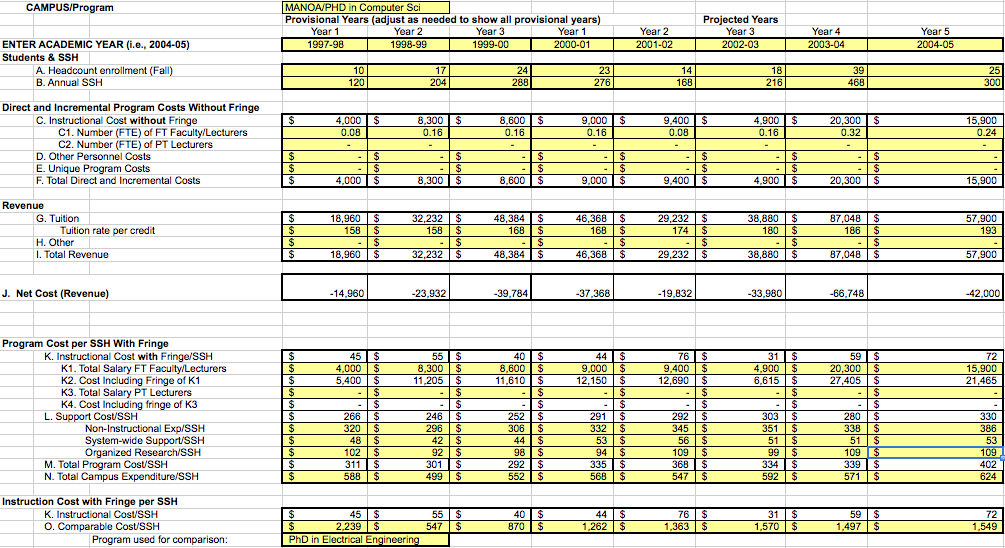 CAMPUS/Program MANOA/PHD in Computer Sci
Provisional Years (adjust as needed to show all provisional years) Projected Years
Year 1 Year 2 Year 3 Year 1 Year 2 Year 3 Year 4 Year 5
ENTER ACADEMIC YEAR (i.e., 2004-05) 1997-98 1998-99 1999-00 2000-01 2001-02 2002-03 2003-04 2004-05
Students & SSH
A. Headcount enrollment (Fall) 10 17 24 23 14 18 39 25
B. Annual SSH 120 204 288 276 168 216 468 300
Direct and Incremental Program Costs Without Fringe
C. Instructional Cost without Fringe $ 4,000 $ 8,300 $ 8,600 $ 9,000 $ 9,400 $ 4,900 $ 20,300 $ 15,900
C1. Number (FTE) of FT Faculty/Lecturers 0.08 0.16 0.16 0.16 0.08 0.16 0.32 0.24
C2. Number (FTE) of PT Lecturers - - - - - - - -
D. Other Personnel Costs $ - $ - $ - $ - $ - $ - $ - $ -
E. Unique Program Costs $ - $ - $ - $ - $ - $ - $ - $ -
F. Total Direct and Incremental Costs $ 4,000 $ 8,300 $ 8,600 $ 9,000 $ 9,400 $ 4,900 $ 20,300 $ 15,900
Revenue
G. Tuition $ 18,960 $ 32,232 $ 48,384 $ 46,368 $ 29,232 $ 38,880 $ 87,048 $ 57,900
Tuition rate per credit $ 158 $ 158 $ 168 $ 168 $ 174 $ 180 $ 186 $ 193
H. Other $ - $ - $ - $ - $ - $ - $ - $ -
I. Total Revenue $ 18,960 $ 32,232 $ 48,384 $ 46,368 $ 29,232 $ 38,880 $ 87,048 $ 57,900
J. Net Cost (Revenue) -14,960 -23,932 -39,784 -37,368 -19,832 -33,980 -66,748 -42,000
Program Cost per SSH With Fringe
K. Instructional Cost with Fringe/SSH $ 45 $ 55 $ 40 $ 44 $ 76 $ 31 $ 59 $ 72
K1. Total Salary FT Faculty/Lecturers $ 4,000 $ 8,300 $ 8,600 $ 9,000 $ 9,400 $ 4,900 $ 20,300 $ 15,900
K2. Cost Including Fringe of K1 $ 5,400 $ 11,205 $ 11,610 $ 12,150 $ 12,690 $ 6,615 $ 27,405 $ 21,465
K3. Total Salary PT Lecturers $ - $ - $ - $ - $ - $ - $ - $ -
K4. Cost Including fringe of K3 $ - $ - $ - $ - $ - $ - $ - $ -
L. Support Cost/SSH $ 266 $ 246 $ 252 $ 291 $ 292 $ 303 $ 280 $ 330
Non-Instructional Exp/SSH $ 320 $ 296 $ 306 $ 332 $ 345 $ 351 $ 338 $ 386
System-wide Support/SSH $ 48 $ 42 $ 44 $ 53 $ 56 $ 51 $ 51 $ 53
Organized Research/SSH $ 102 $ 92 $ 98 $ 94 $ 109 $ 99 $ 109 $ 109
M. Total Program Cost/SSH $ 311 $ 301 $ 292 $ 335 $ 368 $ 334 $ 339 $ 402
N. Total Campus Expenditure/SSH $ 588 $ 499 $ 552 $ 568 $ 547 $ 592 $ 571 $ 624
Instruction Cost with Fringe per SSH
K. Instructional Cost/SSH $ 45 $ 55 $ 40 $ 44 $ 76 $ 31 $ 59 $ 72
O. Comparable Cost/SSH $ 2,239 $ 547 $ 870 $ 1,262 $ 1,363 $ 1,570 $ 1,497 $ 1,549
Program used for comparison: PhD in Electrical Engineering